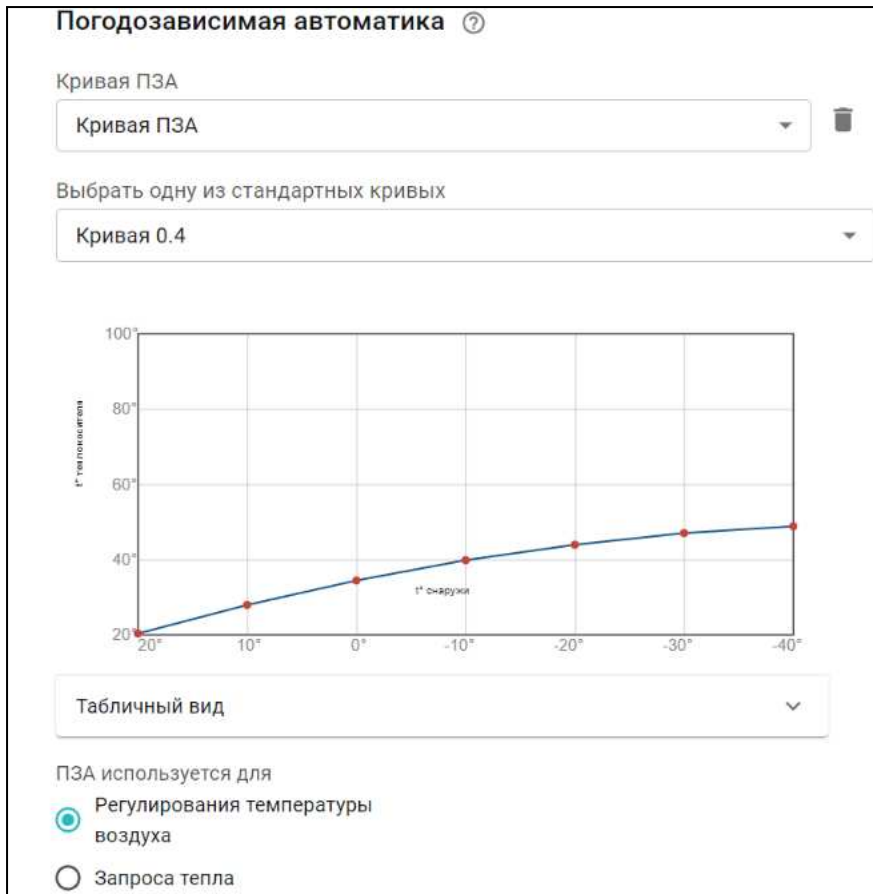 Погодозависимая автоматика ?
Кривая ПЗА
Кривая ПЗА
Выбрать одну из стандартных кривых
Кривая 0.4
100°
80°
t° теплоносителя
60°
40°
t° снаружи
20°
20° 10° 0° -10° -20° -30° -40°
Табличный вид
ПЗА используется для
Регулирования температуры
воздуха
Запроса тепла